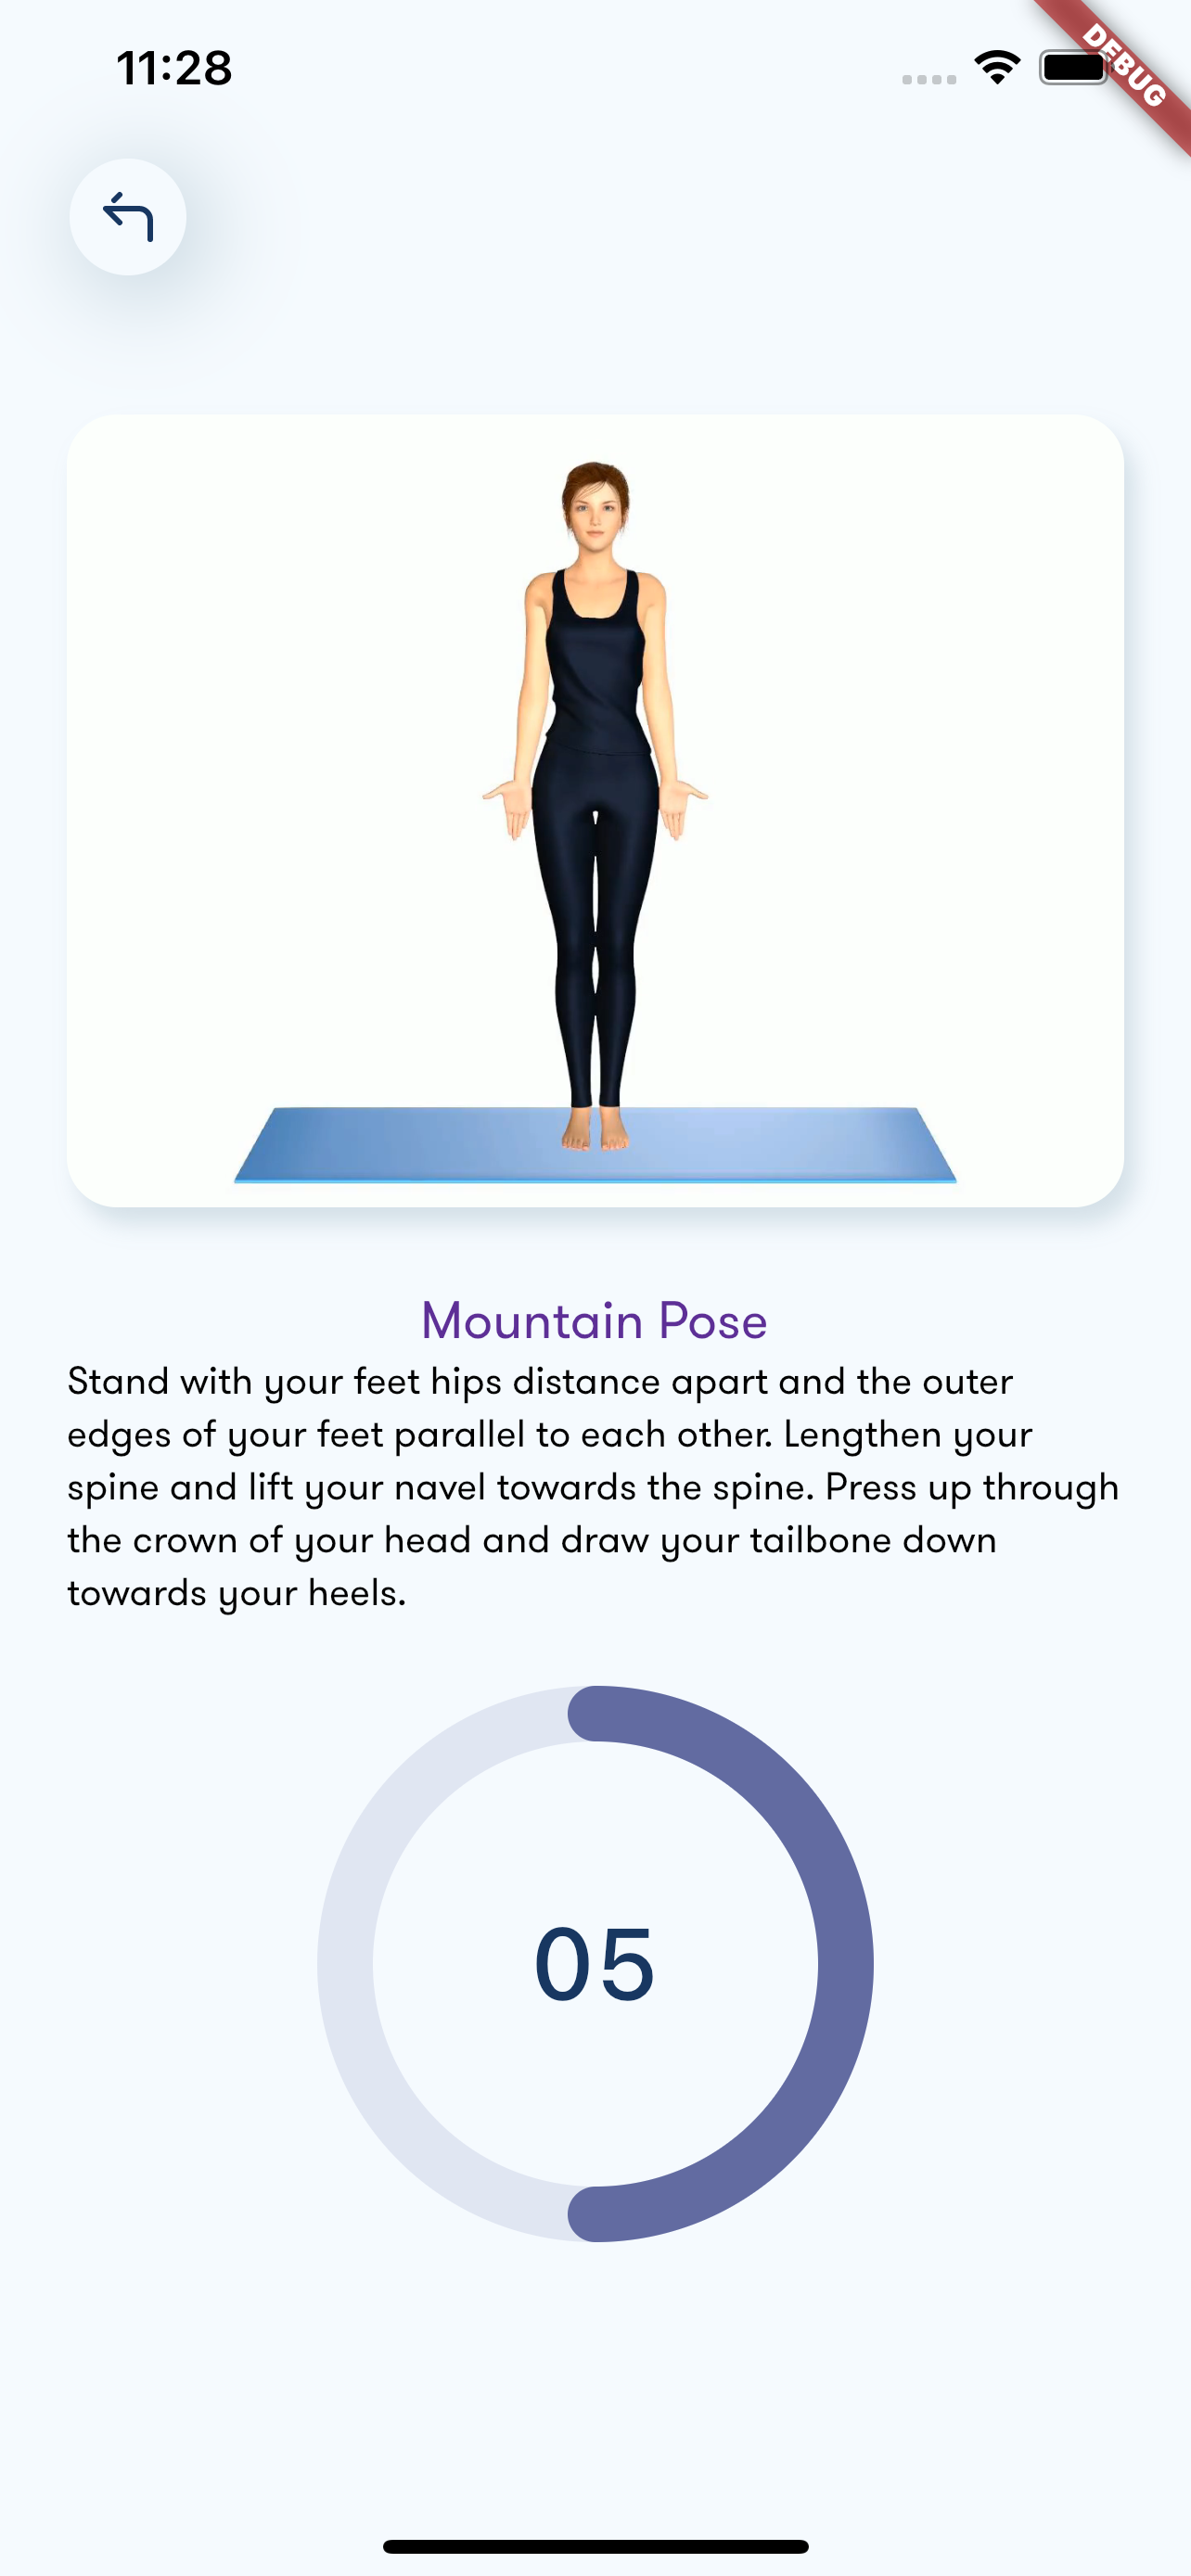 11:28
DEBUG
Mountain Pose
Stand with your feet hips distance apart and the outer
edges of your feet parallel to each other. Lengthen your
spine and lift your navel towards the spine. Press up through
the crown of your head and draw your tailbone down
towards your heels.
05